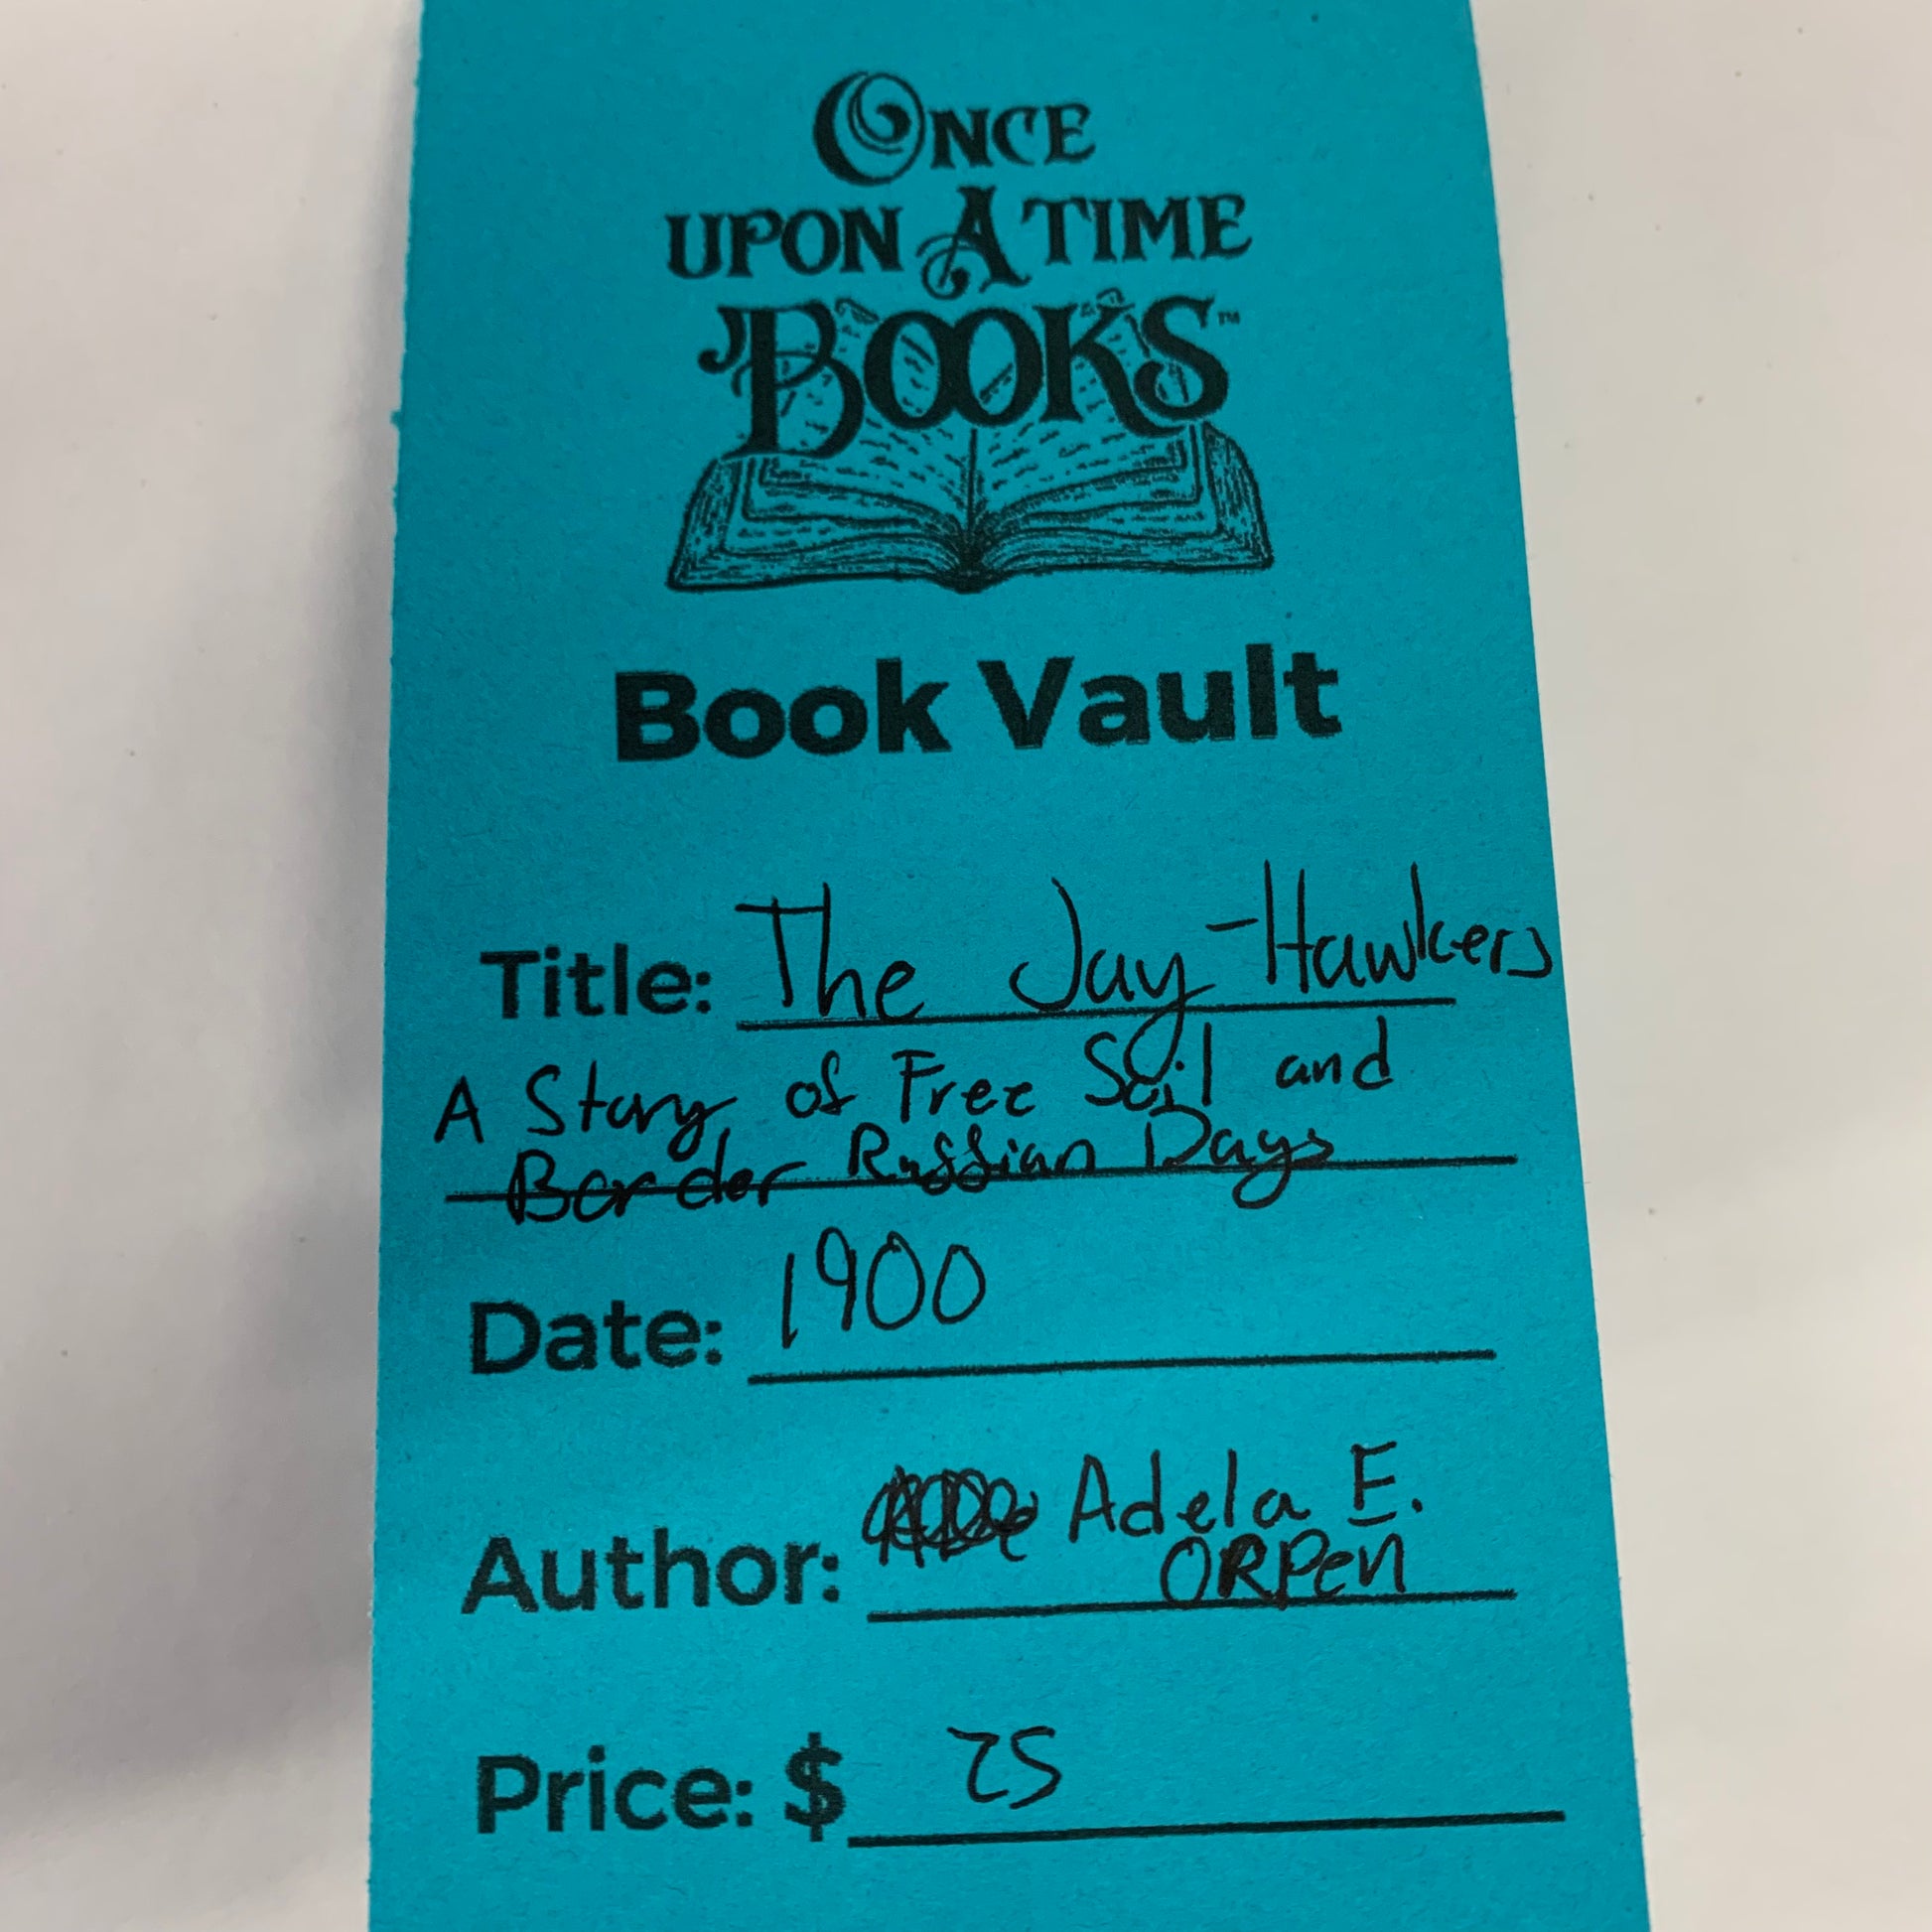 ONCE
UPON A TIME
BOOKS™
Book Vault
Title: The Jay-Hawkers
A Story of Free Soil and
Border Ruffian Days
Date: 1900
Author: Adela E.
ORPen
Price: $ 25